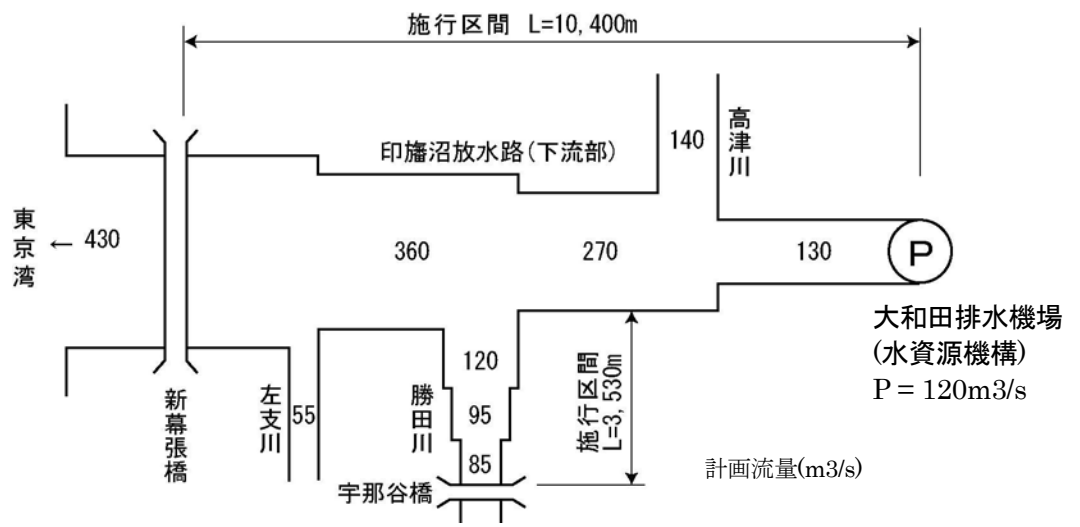 施行区間 L=10,400m
印旛沼放水路(下流部)
140
高津川
東京湾
← 430
360
270
130
P
大和田排水機場
(水資源機構)
P = 120m3/s
新幕張橋
左支川
55
勝田川
120
95
85
施行区間
L=3,530m
宇那谷橋
計画流量(m3/s)